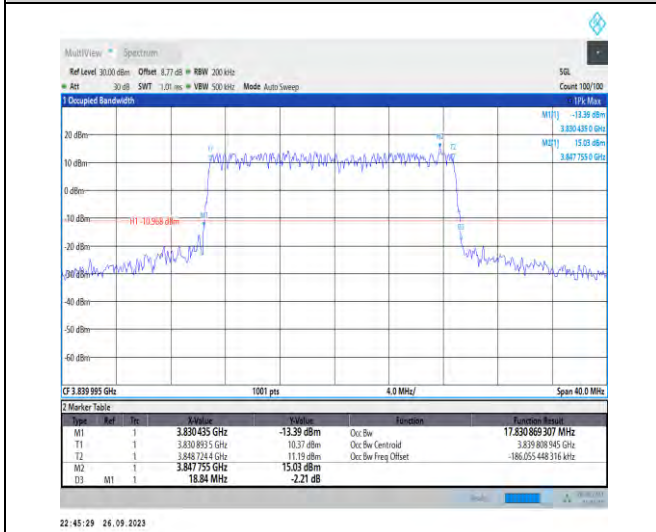 MultiView Spectrum
Ref Level 30.00 dBm Offset 8.77 dB RBW 200 kHz SGL
Att 30 dB SWT 1.01 ms VBW 500 kHz Mode Auto Sweep Count 100/100
1 Occupied Bandwidth 1Pk Max
M1[1] -13.39 dBm
3.830 435 0 GHz
M2[1] 15.03 dBm
3.847 755 0 GHz
20 dBm
M2
T1 T2
10 dBm
0 dBm
-10 dBm
M1
H1 -10.968 dBm
D3
-20 dBm
-30 dBm
-40 dBm
-50 dBm
-60 dBm
CF 3.839 995 GHz 1001 pts 4.0 MHz/ Span 40.0 MHz
2 Marker Table
Type Ref Trc X-Value Y-Value Function Function Result
M1 1 3.830 435 GHz -13.39 dBm Occ Bw 17.830 869 307 MHz
T1 1 3.830 893 5 GHz 10.37 dBm Occ Bw Centroid 3.839 808 945 GHz
T2 1 3.848 724 4 GHz 11.19 dBm Occ Bw Freq Offset -186.055 448 316 kHz
M2 1 3.847 755 GHz 15.03 dBm
D3 M1 1 18.84 MHz -2.21 dB
22:45:29 26.09.2023